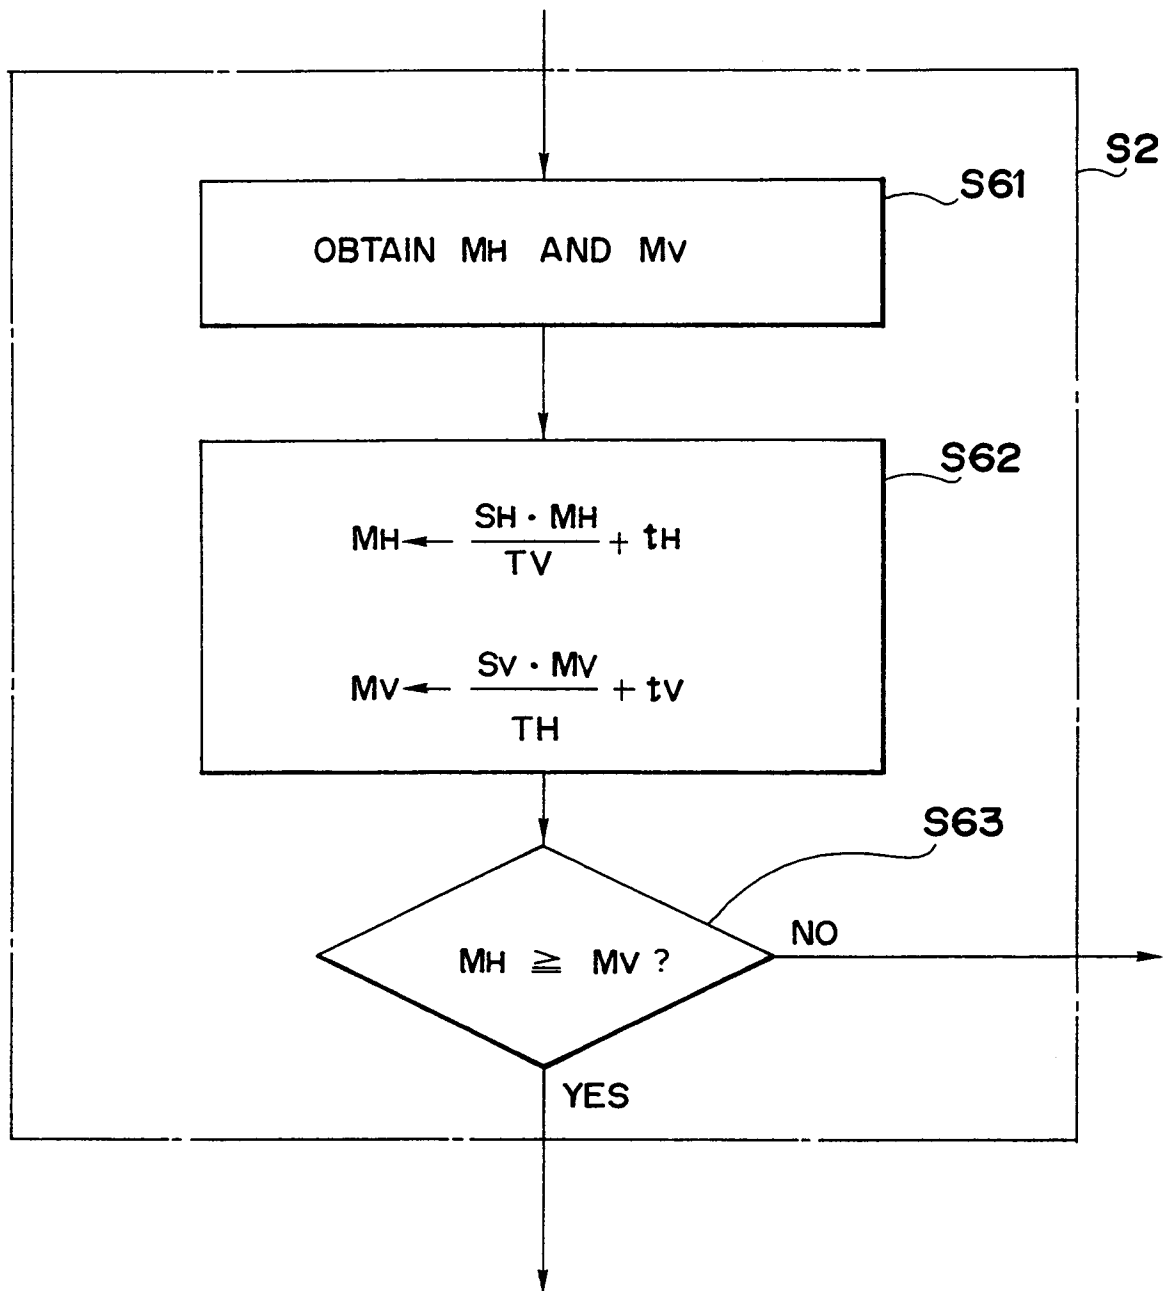 S2
S61
OBTAIN MH AND MV
S62
MH ← SH · MH / TV + tH
MV ← SV · MV / TH + tV
S63
MH ≧ MV ?
NO
YES